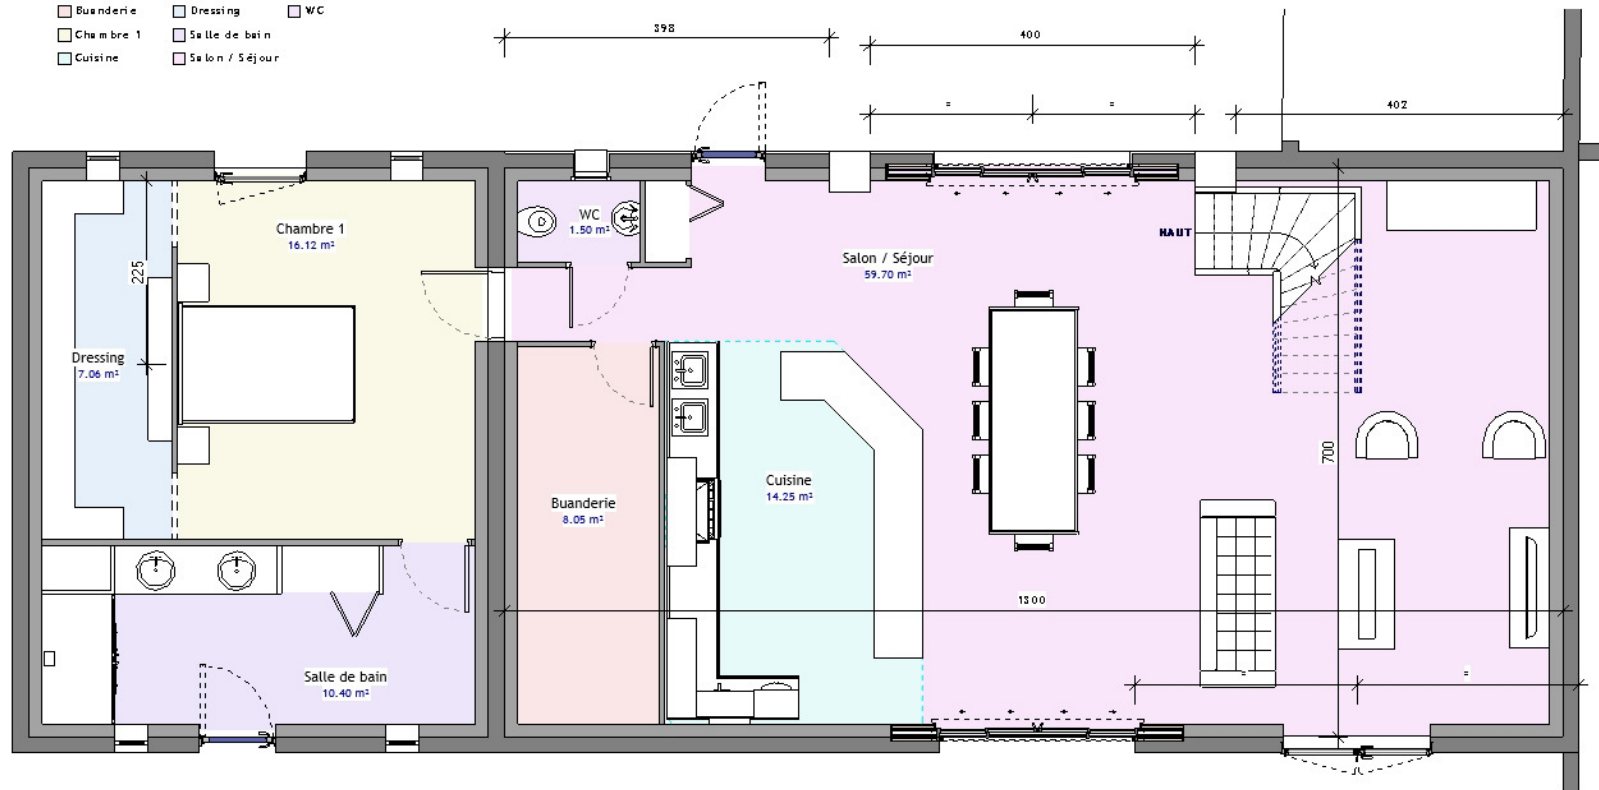 Buanderie
Dressing
WC
Chambre 1
Salle de bain
Cuisine
Salon / Séjour
398
400
=
=
402
Chambre 1
16.12 m²
WC
1.50 m²
HAUT
Salon / Séjour
59.70 m²
225
Dressing
7.06 m²
700
Cuisine
14.25 m²
Buanderie
8.05 m²
1300
Salle de bain
10.40 m²
=
=